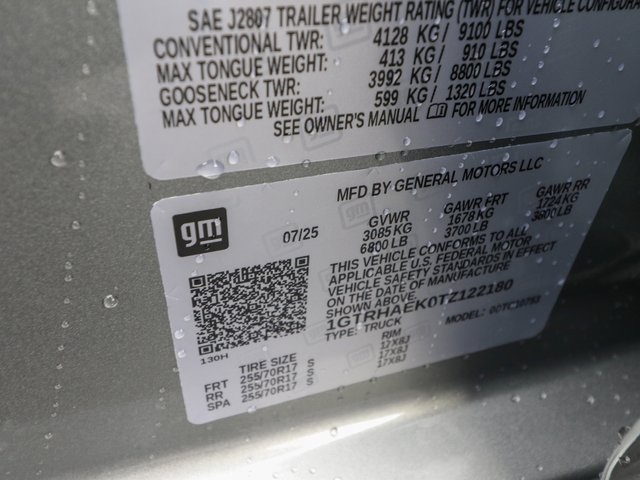 SAE J2807 TRAILER WEIGHT RATING (TWR) FOR VEHICLE
CONVENTIONAL TWR: 4128 KG / 9100 LBS
MAX TONGUE WEIGHT: 413 KG / 910 LBS
GOOSENECK TWR: 3992 KG / 8800 LBS
MAX TONGUE WEIGHT: 599 KG / 1320 LBS
SEE OWNER'S MANUAL FOR MORE INFORMATION
MFD BY GENERAL MOTORS LLC
gm
07/25
GVWR GAWR FRT GAWR RR
3085 KG 1678 KG 1724 KG
6800 LB 3700 LB 3800 LB
THIS VEHICLE CONFORMS TO ALL
APPLICABLE U.S. FEDERAL MOTOR
VEHICLE SAFETY STANDARDS IN EFFECT
ON THE DATE OF MANUFACTURE
SHOWN ABOVE.
1GTRHAEK0TZ122180
TYPE: TRUCK MODEL:
130H
TIRE SIZE RIM
FRT 255/70R17 S 17X8J
RR 255/70R17 S 17X8J
SPA 255/70R17 S 17X8J